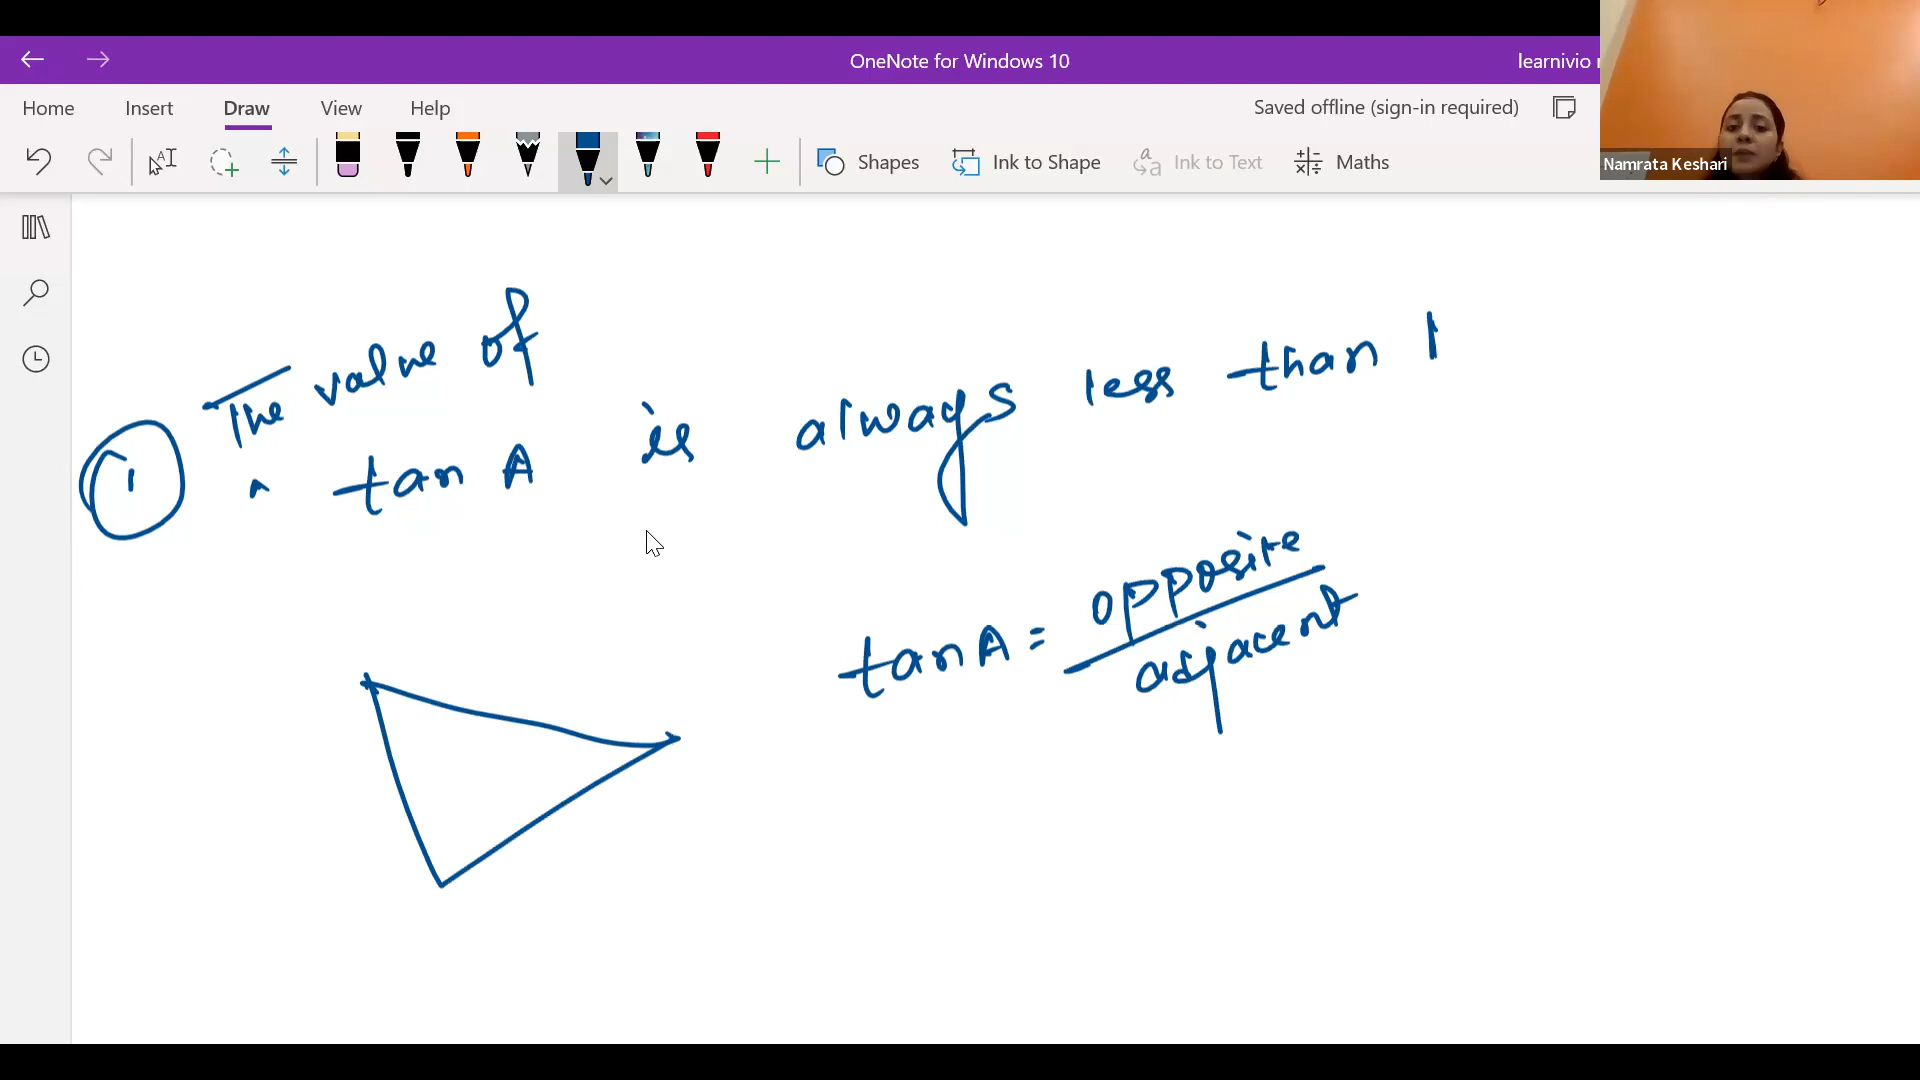 OneNote for Windows 10
learnivio
Home Insert Draw View Help
Saved offline (sign-in required)
Shapes Ink to Shape Ink to Text Maths
Namrata Keshari
The value of
1 tan A is always less than 1
tan A = opposite
adjacent